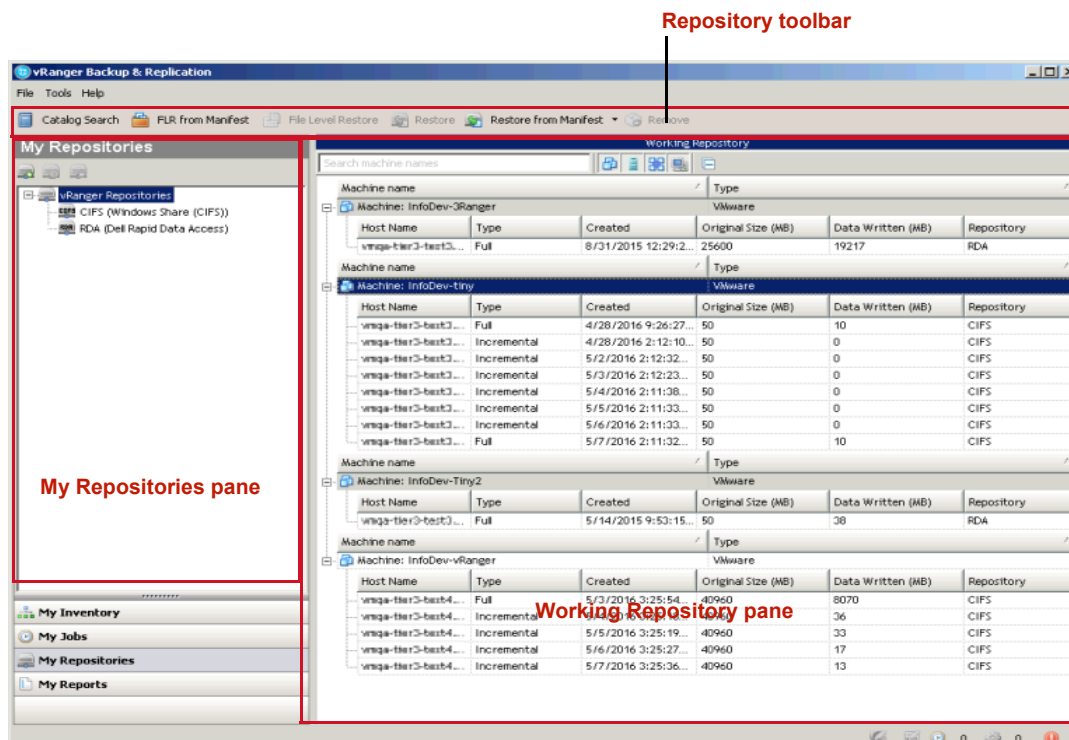 Repository toolbar
vRanger Backup & Replication
File Tools Help
Catalog Search FLR from Manifest File Level Restore Restore Restore from Manifest Remove
My Repositories
Working Repository
Search machine names
vRanger Repositories
CIFS (Windows Share (CIFS))
RDA (Dell Rapid Data Access)
Machine name Type
Machine: InfoDev-3Ranger VMware
Host Name Type Created Original Size (MB) Data Written (MB) Repository
Full 8/31/2015 12:29:2... 25600 19217 RDA
Machine name Type
Machine: InfoDev-tiny VMware
Host Name Type Created Original Size (MB) Data Written (MB) Repository
Full 4/28/2016 9:26:27... 50 10 CIFS
Incremental 4/28/2016 2:12:10... 50 0 CIFS
Incremental 5/2/2016 2:12:32... 50 0 CIFS
Incremental 5/3/2016 2:12:23... 50 0 CIFS
Incremental 5/4/2016 2:11:38... 50 0 CIFS
Incremental 5/5/2016 2:11:33... 50 0 CIFS
Incremental 5/6/2016 2:11:33... 50 0 CIFS
Full 5/7/2016 2:11:32... 50 10 CIFS
Machine name Type
Machine: InfoDev-Tiny2 VMware
Host Name Type Created Original Size (MB) Data Written (MB) Repository
Full 5/14/2015 9:53:15... 50 38 RDA
Machine name Type
Machine: InfoDev-vRanger VMware
Host Name Type Created Original Size (MB) Data Written (MB) Repository
Full 5/3/2016 3:25:54... 40960 8070 CIFS
Incremental 36 CIFS
Incremental 5/5/2016 3:25:19... 40960 33 CIFS
Incremental 5/6/2016 3:25:27... 40960 17 CIFS
Incremental 5/7/2016 3:25:36... 40960 13 CIFS
My Repositories pane
Working Repository pane
My Inventory
My Jobs
My Repositories
My Reports
0 0